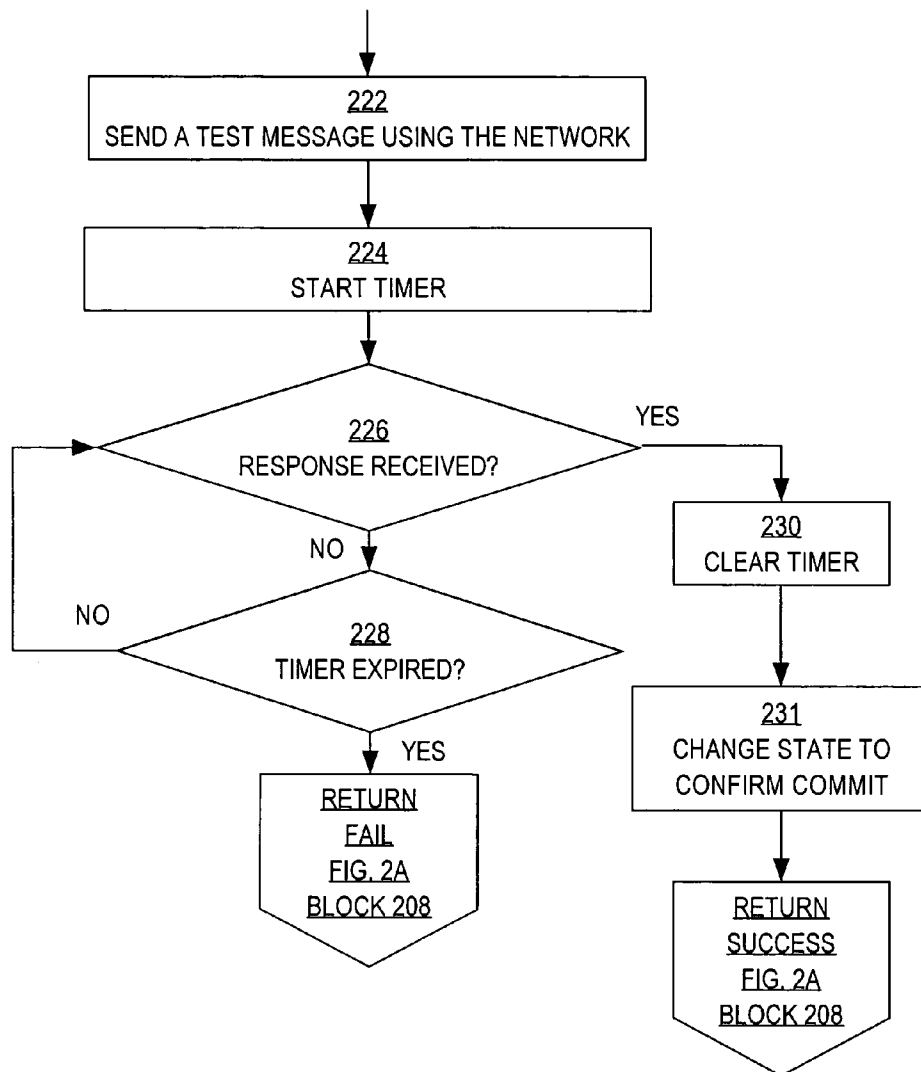 222
SEND A TEST MESSAGE USING THE NETWORK
224
START TIMER
YES
226
RESPONSE RECEIVED?
NO
230
CLEAR TIMER
NO
228
TIMER EXPIRED?
231
CHANGE STATE TO
CONFIRM COMMIT
YES
RETURN
FAIL
FIG. 2A
BLOCK 208
RETURN
SUCCESS
FIG. 2A
BLOCK 208